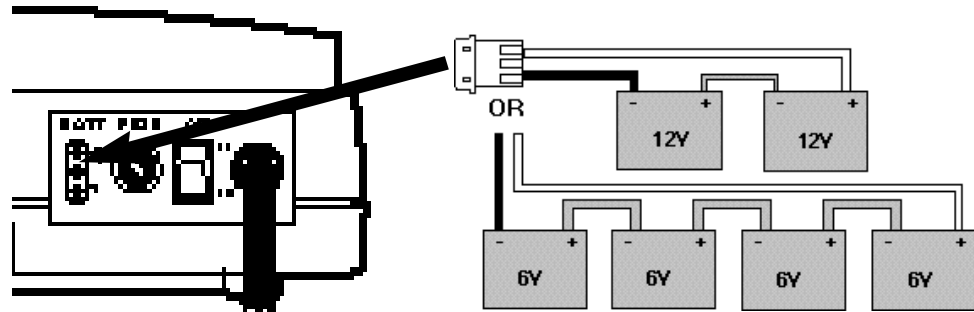 BATT
OR
- + - +
12V 12V
- + - + - + - +
6V 6V 6V 6V